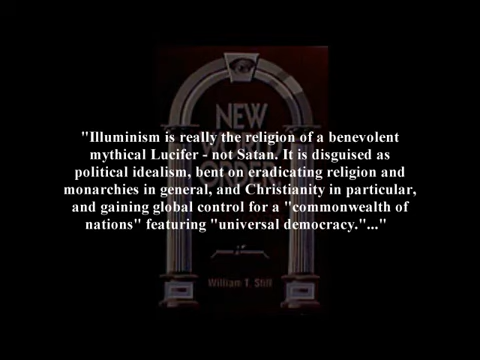 "Illuminism is really the religion of a benevolent
mythical Lucifer - not Satan. It is disguised as
political idealism, bent on eradicating religion and
monarchies in general, and Christianity in particular,
and gaining global control for a "commonwealth of
nations" featuring "universal democracy."..."
NEW
WORLD
ORDER
William T. Still